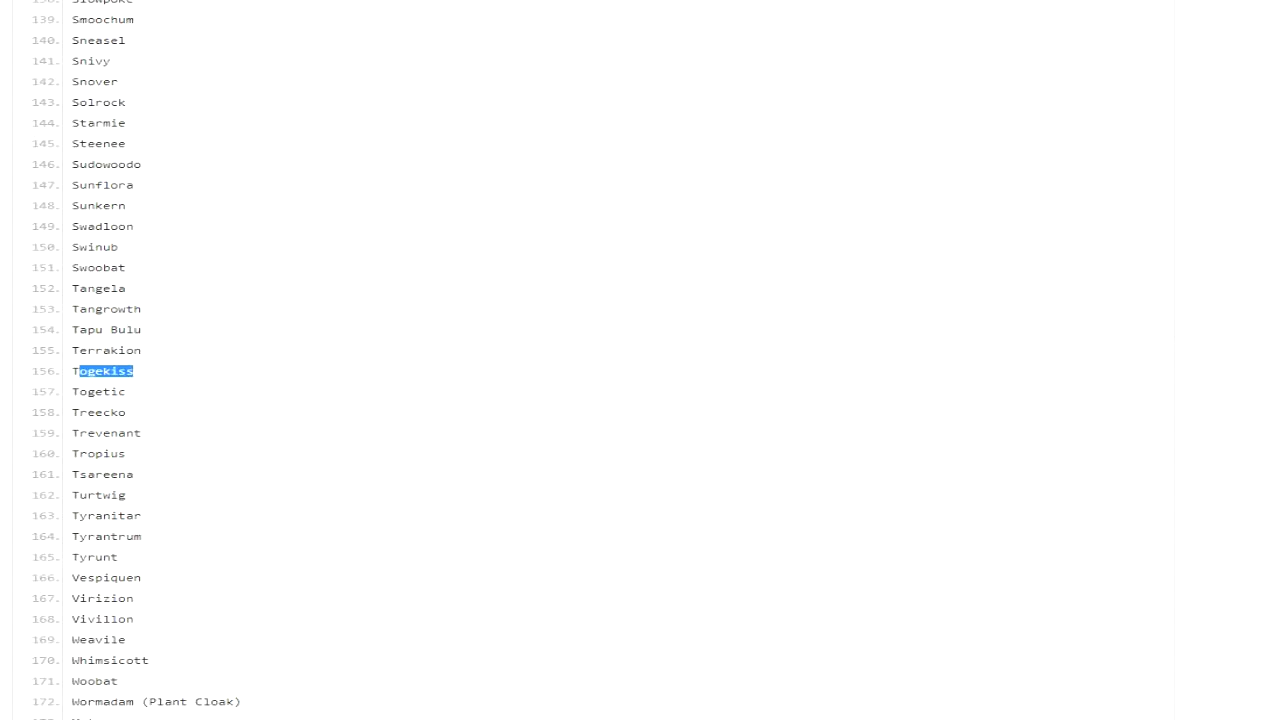 139. Smoochum
140. Sneasel
141. Snivy
142. Snover
143. Solrock
144. Starmie
145. Steenee
146. Sudowoodo
147. Sunflora
148. Sunkern
149. Swadloon
150. Swinub
151. Swoobat
152. Tangela
153. Tangrowth
154. Tapu Bulu
155. Terrakion
156. Togekiss
157. Togetic
158. Treecko
159. Trevenant
160. Tropius
161. Tsareena
162. Turtwig
163. Tyranitar
164. Tyrantrum
165. Tyrunt
166. Vespiquen
167. Virizion
168. Vivillon
169. Weavile
170. Whimsicott
171. Woobat
172. Wormadam (Plant Cloak)